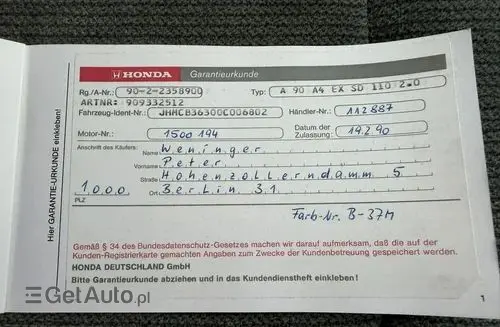 HONDA Garantieurkunde
Rg./A-Nr.: 90-2-2358900 Typ: A 90 A4 EX SD 110 2.0
ARTNR: 909332512
Fahrzeug-Ident-Nr.: JHMCB36300C006802 Händler-Nr.: 112887
Motor-Nr.: 1500 194 Datum der Zulassung: 19.2.90
Anschrift des Käufers: Name Weninger
Vorname Peter
Straße Hohenzollerndamm 5
1000 Ort Berlin 31
PLZ
Farb-Nr. B-37M
Gemäß § 34 des Bundesdatenschutz-Gesetzes machen wir darauf aufmerksam, daß die auf der
Kunden-Registrierkarte gemachten Angaben zum Zwecke der Kundenbetreuung gespeichert werden.
HONDA DEUTSCHLAND GmbH
Bitte Garantieurkunde abziehen und in das Kundendienstheft einkleben!
Hier GARANTIE-URKUNDE einkleben!
1
GetAuto.pl